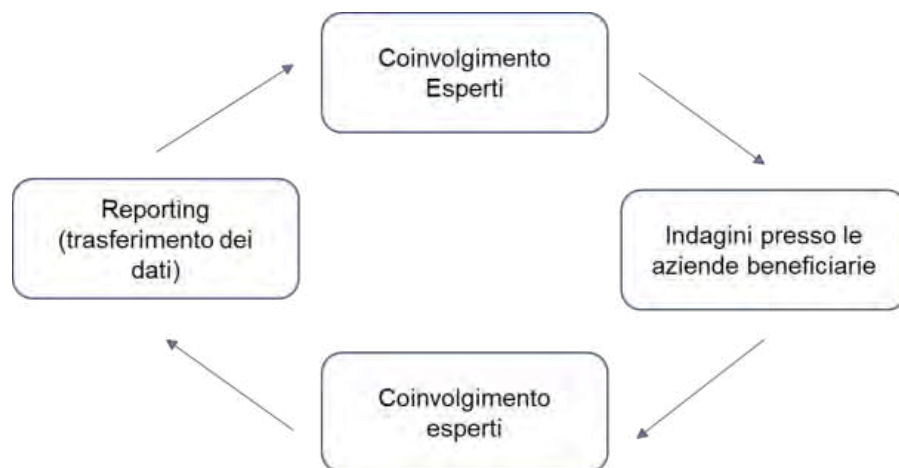 Coinvolgimento
Esperti
Reporting
(trasferimento dei
dati)
Indagini presso le
aziende beneficiarie
Coinvolgimento
esperti